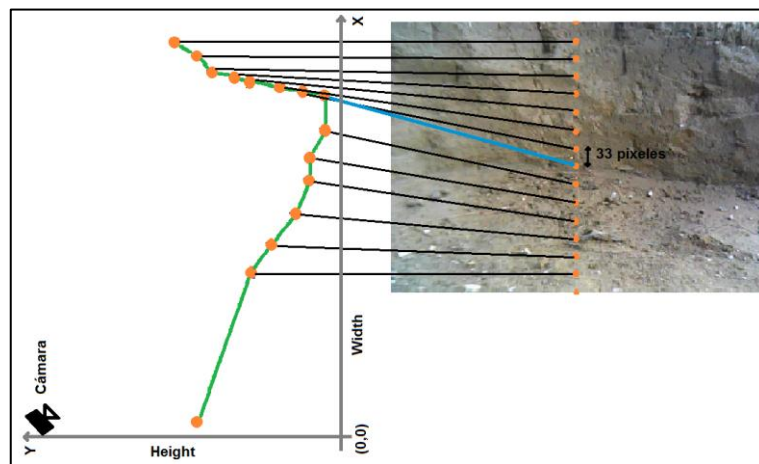 X
33 pixeles
Width
Cámara
Y
Height
(0,0)